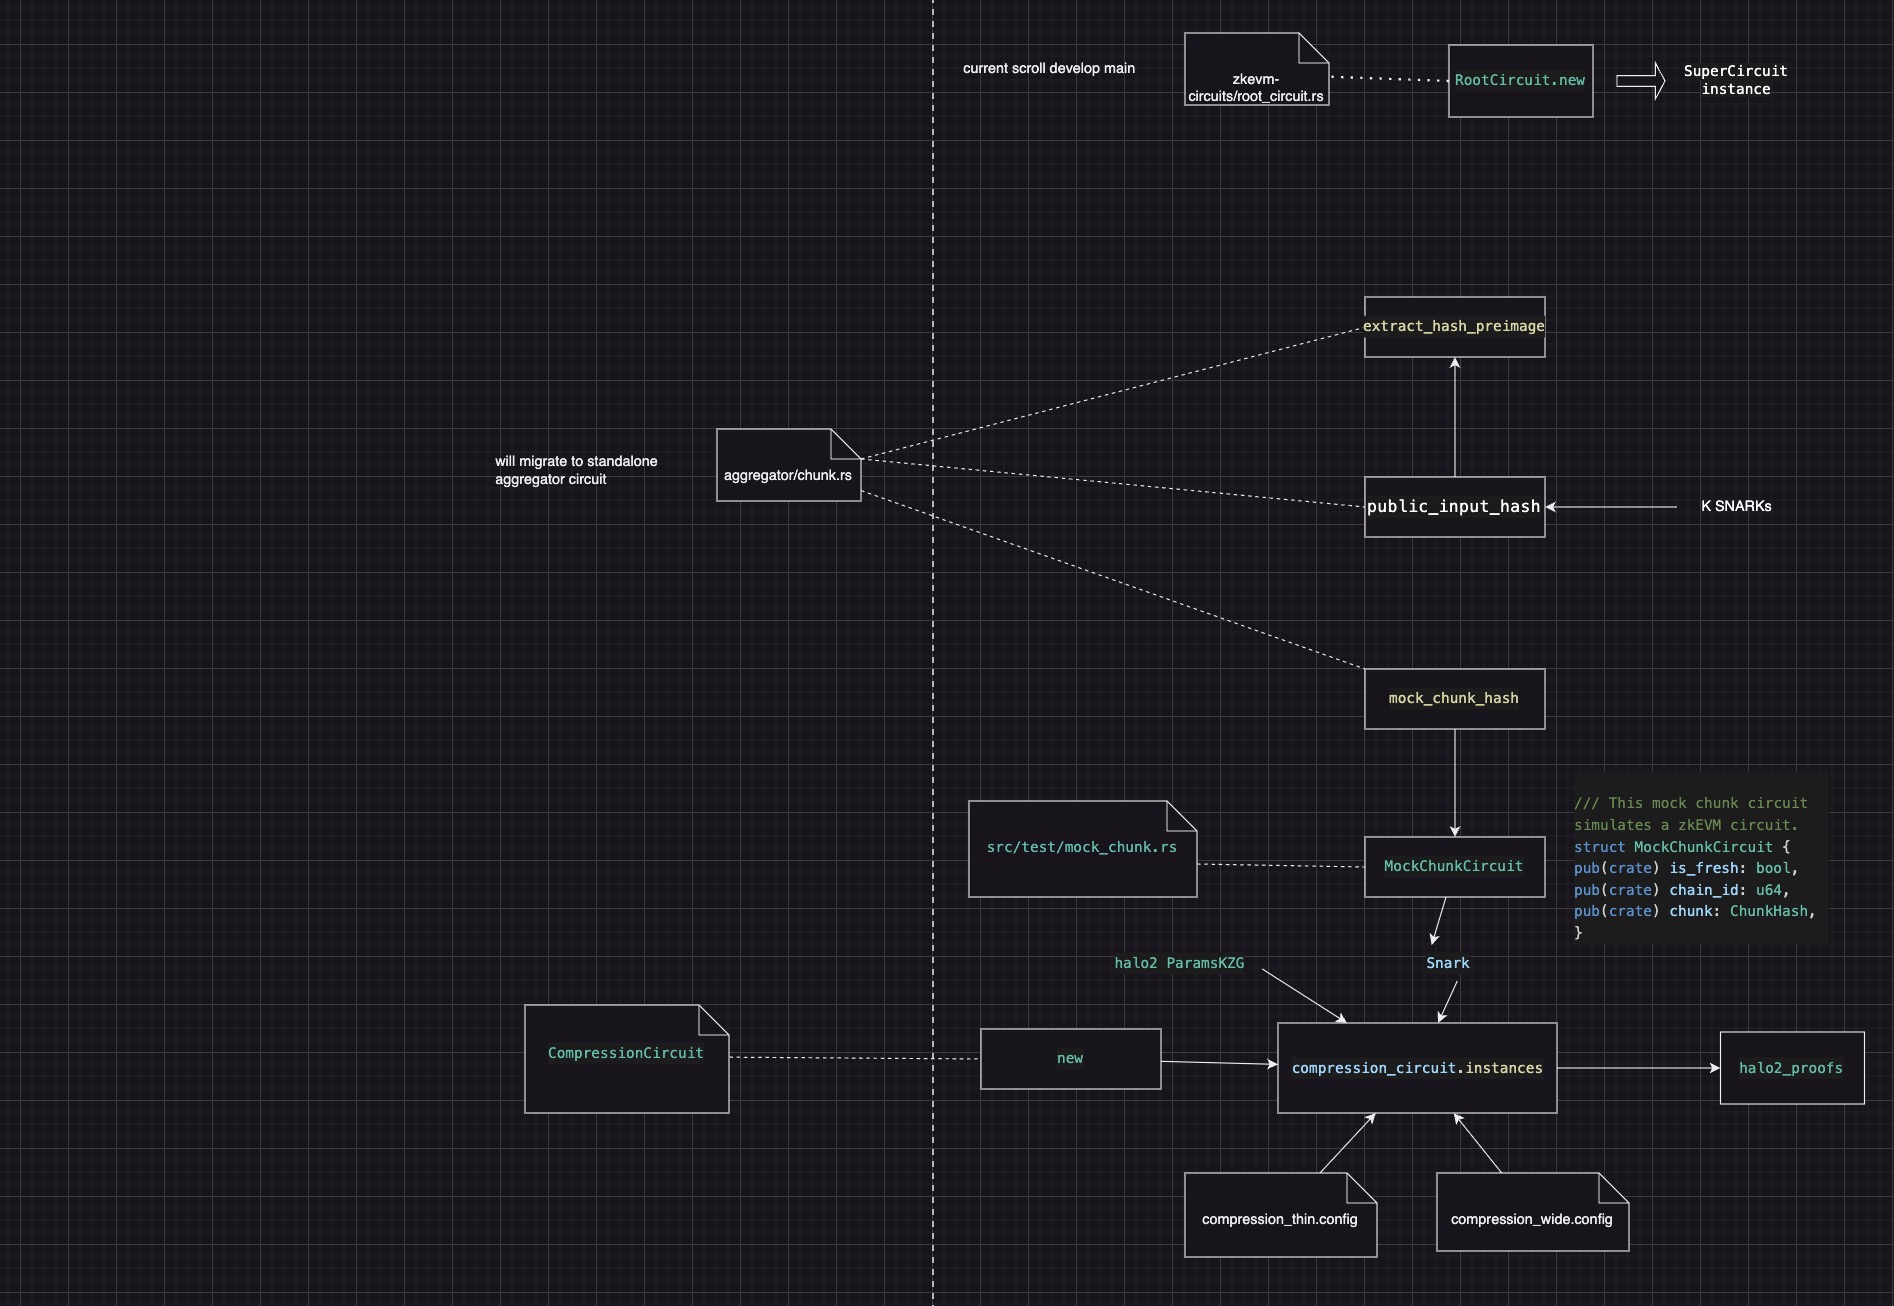 current scroll develop main
zkevm-
circuits/root_circuit.rs
RootCircuit.new
SuperCircuit
instance
extract_hash_preimage
will migrate to standalone
aggregator circuit
aggregator/chunk.rs
public_input_hash
K SNARKs
mock_chunk_hash
src/test/mock_chunk.rs
MockChunkCircuit
/// This mock chunk circuit
simulates a zkEVM circuit.
struct MockChunkCircuit {
pub(crate) is_fresh: bool,
pub(crate) chain_id: u64,
pub(crate) chunk: ChunkHash,
}
halo2 ParamsKZG
Snark
CompressionCircuit
new
compression_circuit.instances
halo2_proofs
compression_thin.config
compression_wide.config